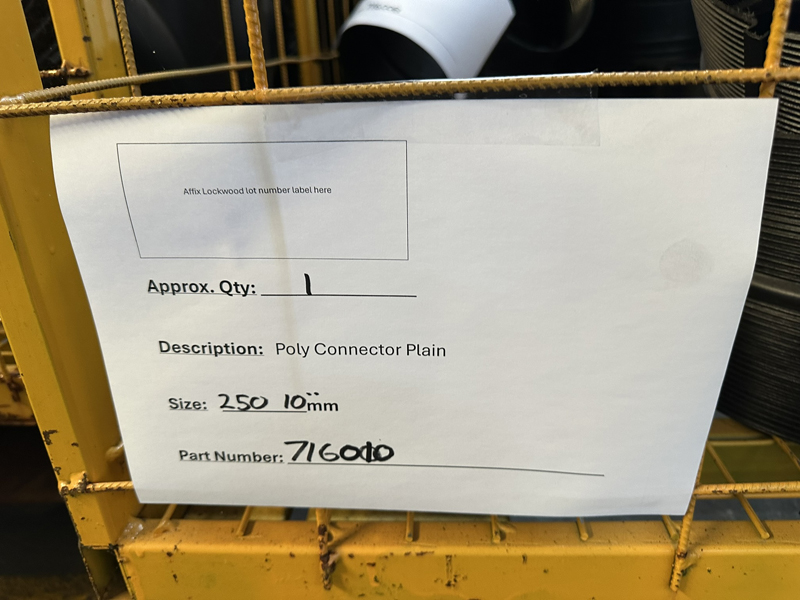 Affix Lockwood lot number label here
Approx. Qty: 1
Description: Poly Connector Plain
Size: 250 10" mm
Part Number: 716010